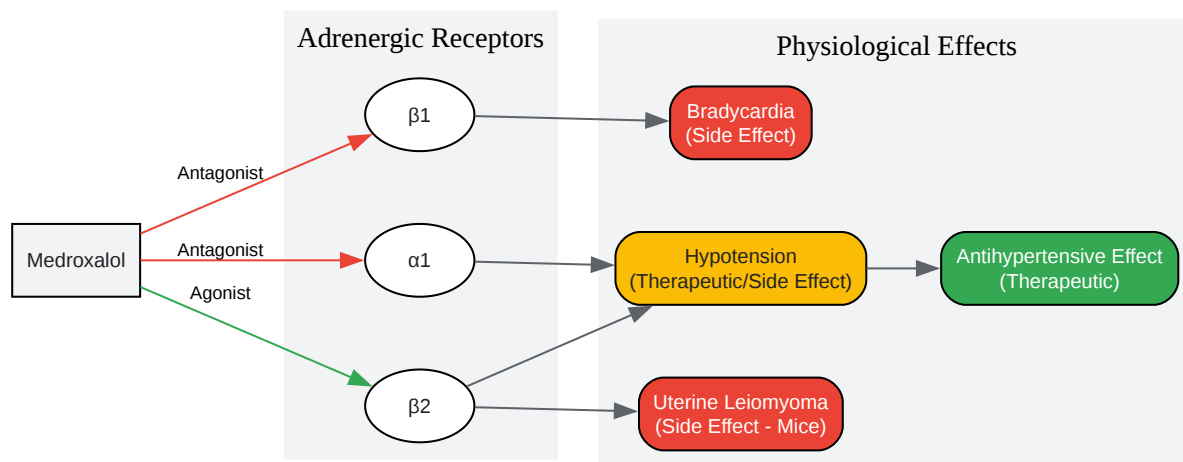 Adrenergic Receptors
Physiological Effects
β1
Bradycardia
(Side Effect)
Antagonist
Medroxalol
Antagonist
α1
Hypotension
(Therapeutic/Side Effect)
Antihypertensive Effect
(Therapeutic)
Agonist
β2
Uterine Leiomyoma
(Side Effect - Mice)